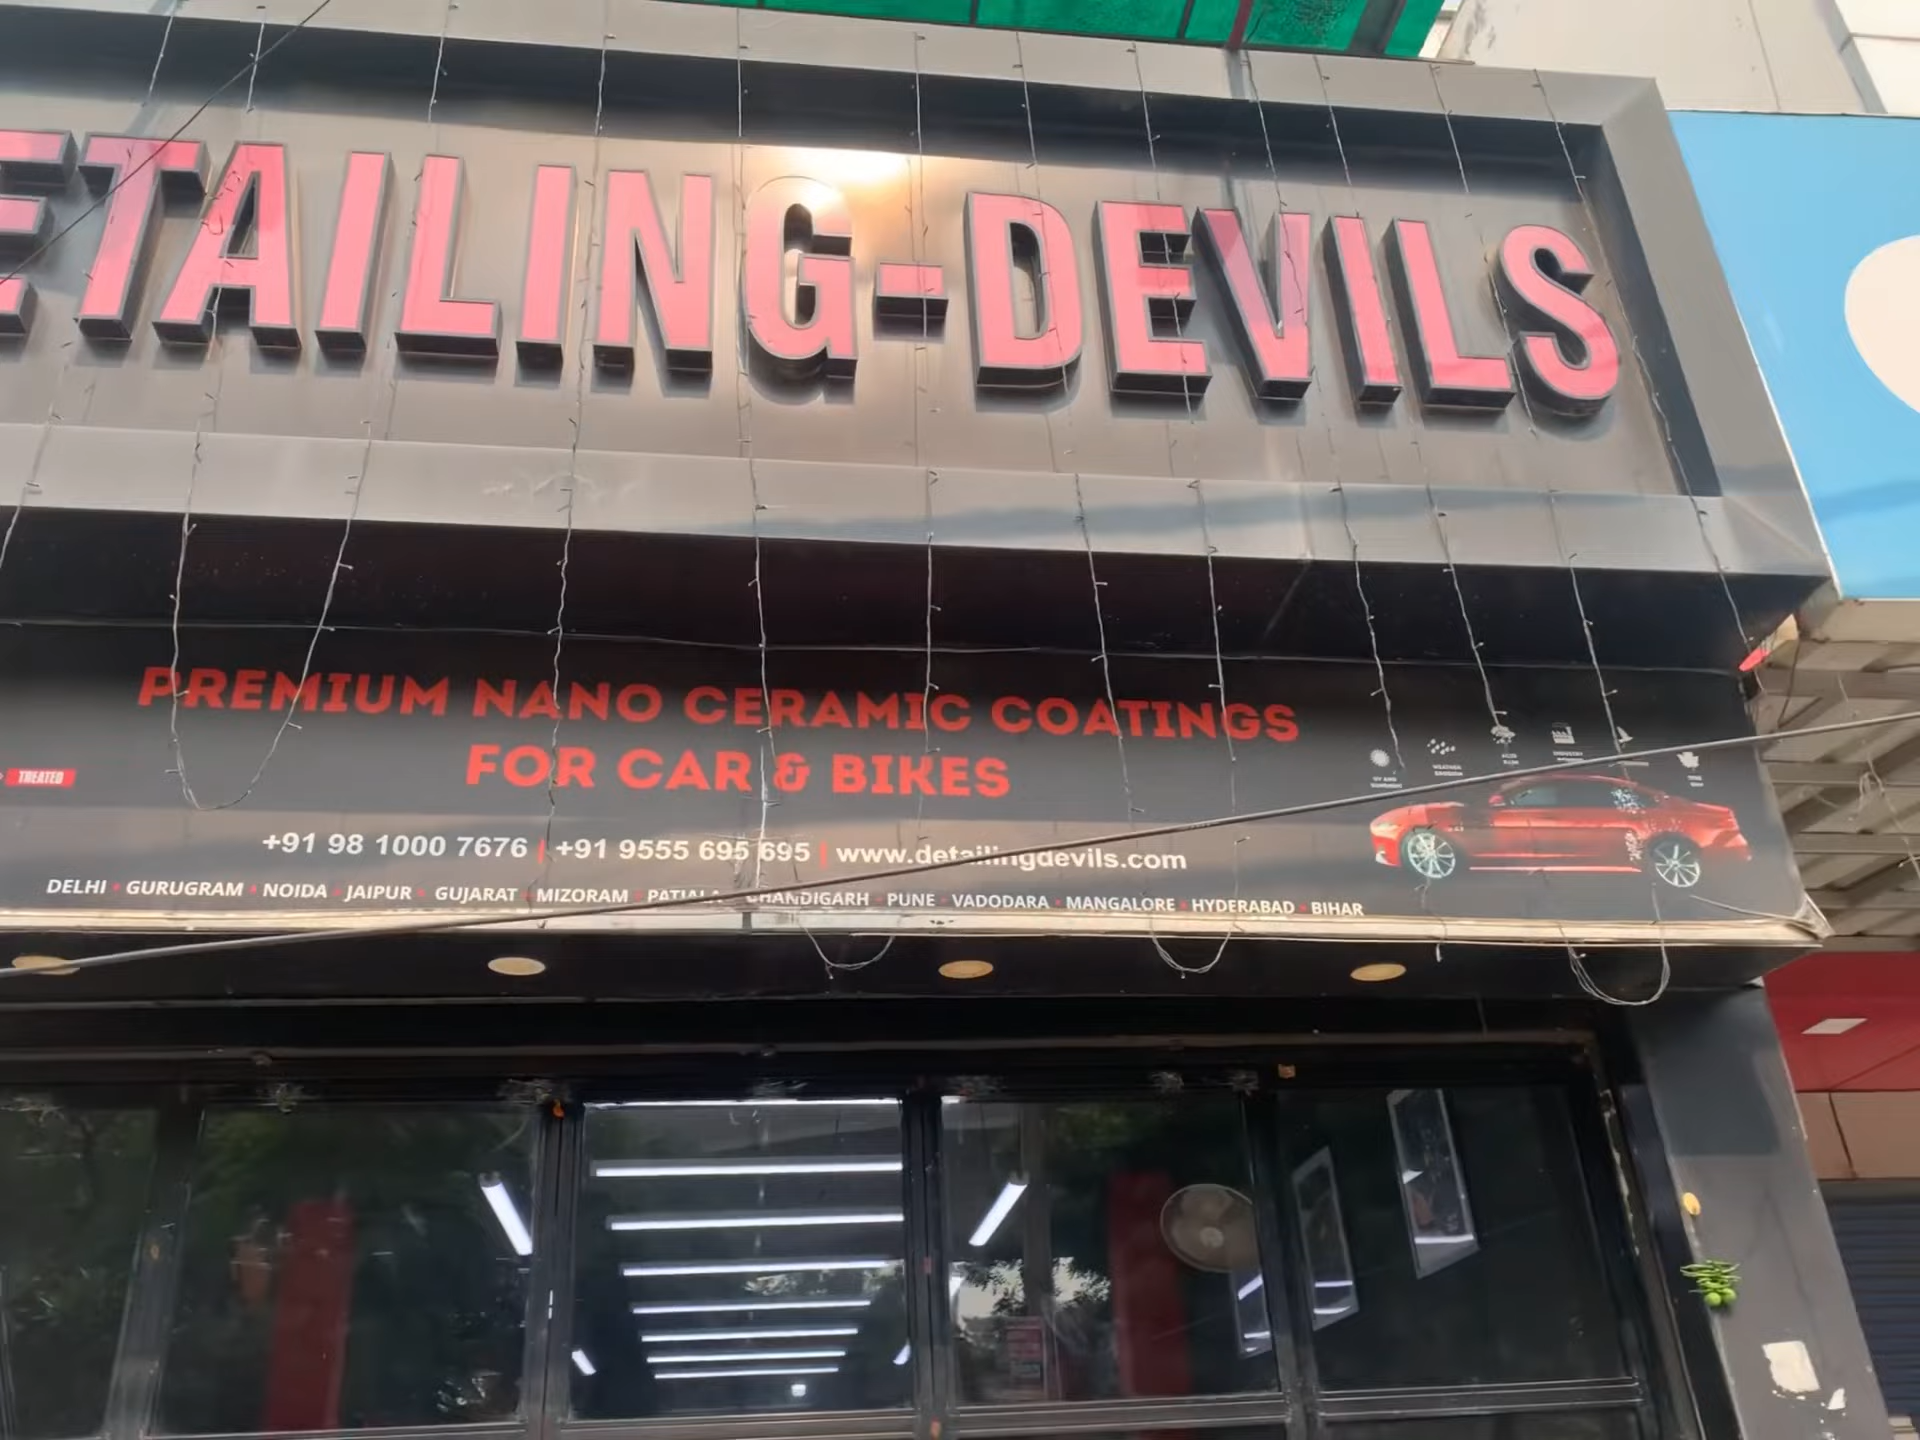 ETAILING-DEVILS
PREMIUM NANO CERAMIC COATINGS
FOR CAR & BIKES
TREATED
+91 98 1000 7676 | +91 9555 695 695 | www.detailingdevils.com
DELHI • GURUGRAM • NOIDA • JAIPUR • GUJARAT • MIZORAM • PATIALA • CHANDIGARH • PUNE • VADODARA • MANGALORE • HYDERABAD • BIHAR